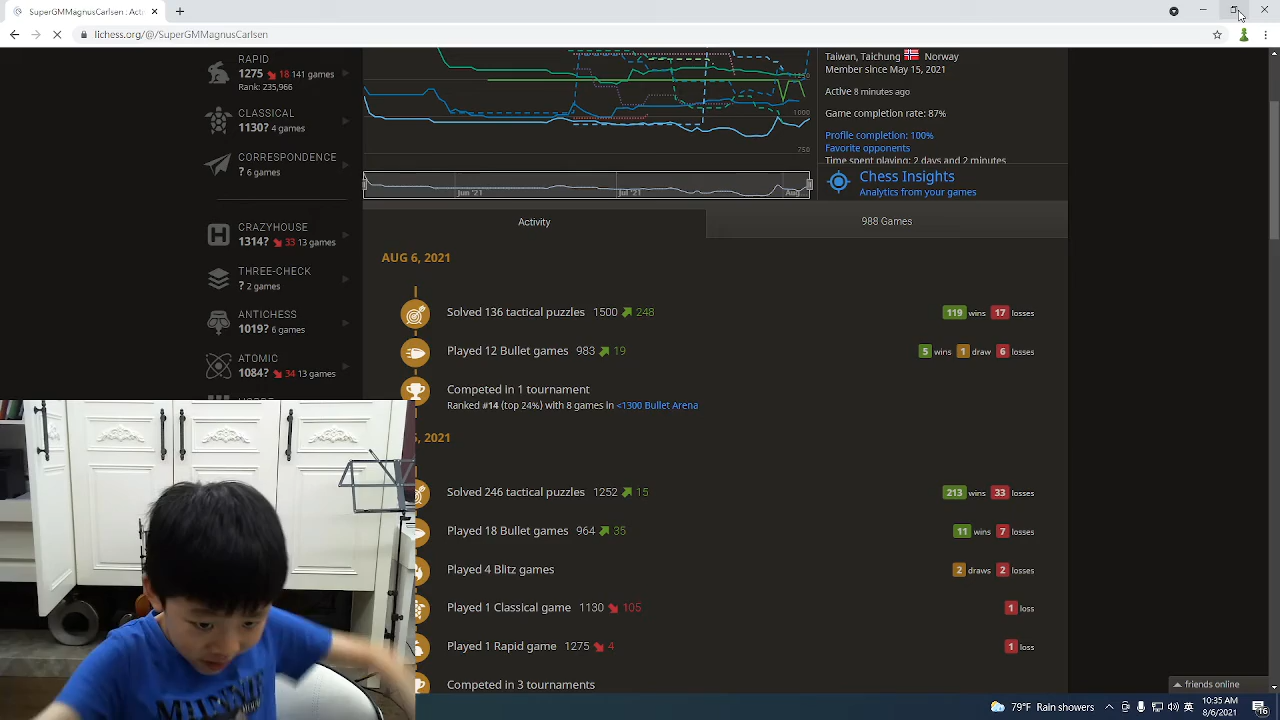 SuperGMMagnusCarlsen : Acti
lichess.org/@/SuperGMMagnusCarlsen
RAPID
1275 18 141 games
Rank: 235,966
CLASSICAL
1130? 4 games
CORRESPONDENCE
? 6 games
CRAZYHOUSE
1314? 33 13 games
THREE-CHECK
? 2 games
ANTICHESS
1019? 6 games
ATOMIC
1084? 34 13 games
1250
1000
750
Jun '21
Jul '21
Aug
Taiwan, Taichung Norway
Member since May 15, 2021
Active 8 minutes ago
Game completion rate: 87%
Profile completion: 100%
Favorite opponents
Time spent playing: 2 days and 2 minutes
Chess Insights
Analytics from your games
Activity
988 Games
AUG 6, 2021
Solved 136 tactical puzzles 1500 248
119 wins 17 losses
Played 12 Bullet games 983 19
5 wins 1 draw 6 losses
Competed in 1 tournament
Ranked #14 (top 24%) with 8 games in <1300 Bullet Arena
5, 2021
Solved 246 tactical puzzles 1252 15
213 wins 33 losses
Played 18 Bullet games 964 35
11 wins 7 losses
Played 4 Blitz games
2 draws 2 losses
Played 1 Classical game 1130 105
1 loss
Played 1 Rapid game 1275 4
1 loss
Competed in 3 tournaments
friends online
79°F Rain showers
10:35 AM
8/6/2021